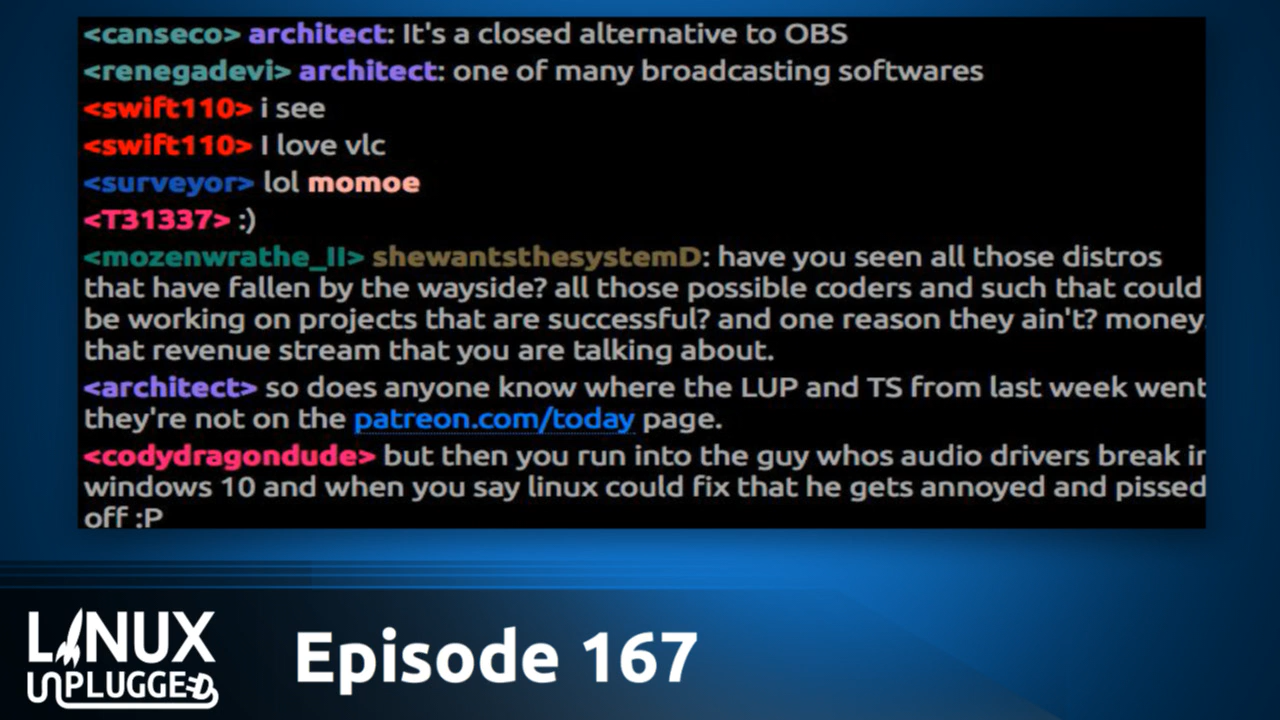 <canseco> architect: It's a closed alternative to OBS
<renegadevi> architect: one of many broadcasting softwares
<swift110> i see
<swift110> I love vlc
<surveyor> lol momoe
<T31337> :)
<mozenwrathe_II> shewantsthesystemD: have you seen all those distros
that have fallen by the wayside? all those possible coders and such that could
be working on projects that are successful? and one reason they ain't? money.
that revenue stream that you are talking about.
<architect> so does anyone know where the LUP and TS from last week went
they're not on the patreon.com/today page.
<codydragondude> but then you run into the guy whos audio drivers break in
windows 10 and when you say linux could fix that he gets annoyed and pissed
off :P
LINUX
UNPLUGGED
Episode 167